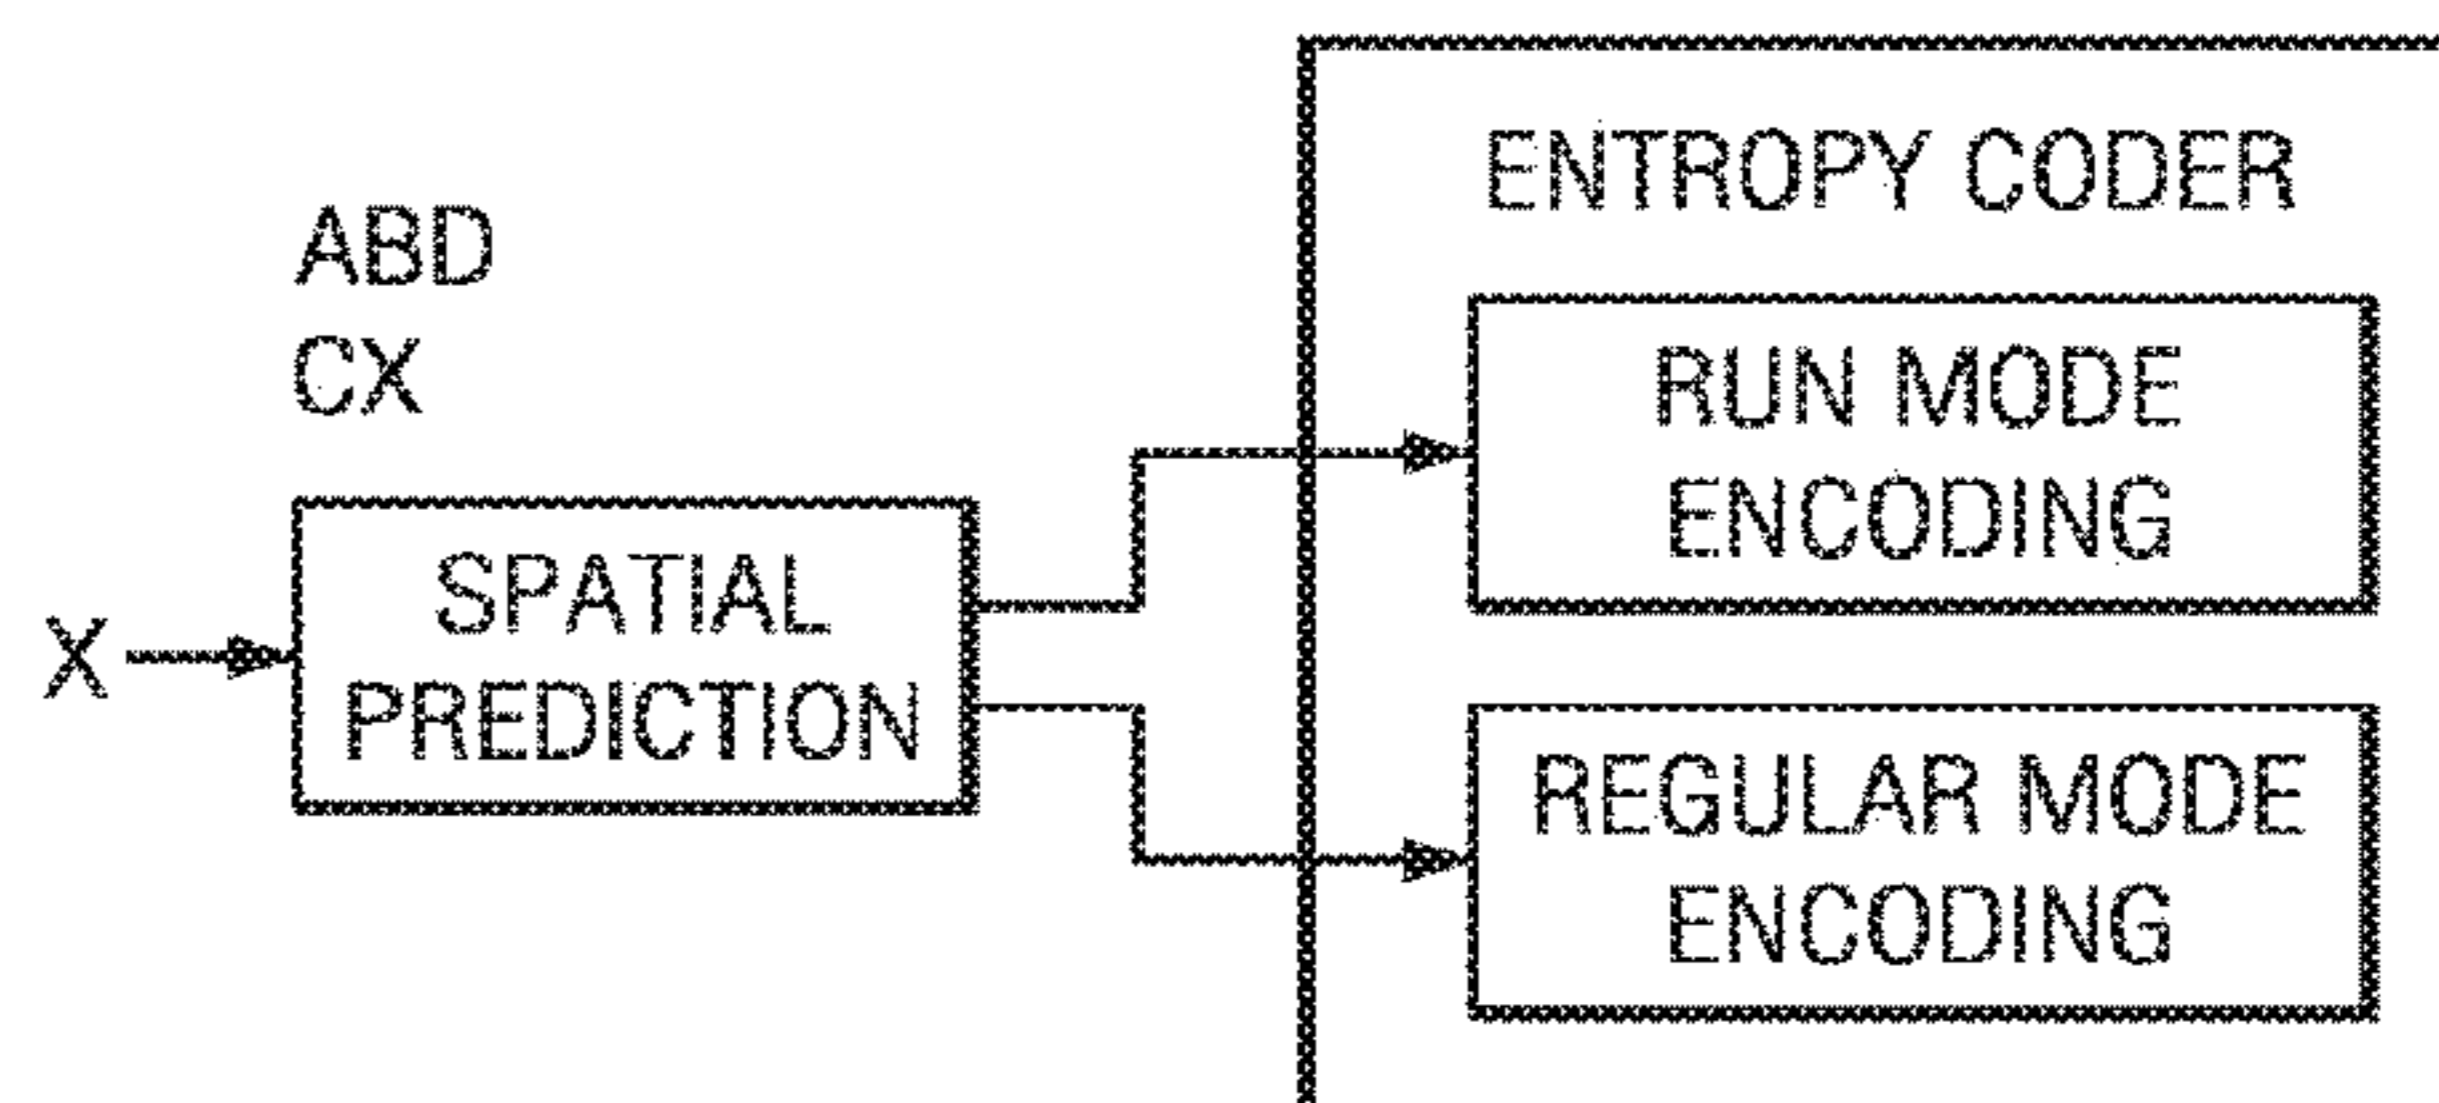 ENTROPY CODER
ABD
CX
RUN MODE
ENCODING
X
SPATIAL
PREDICTION
REGULAR MODE
ENCODING